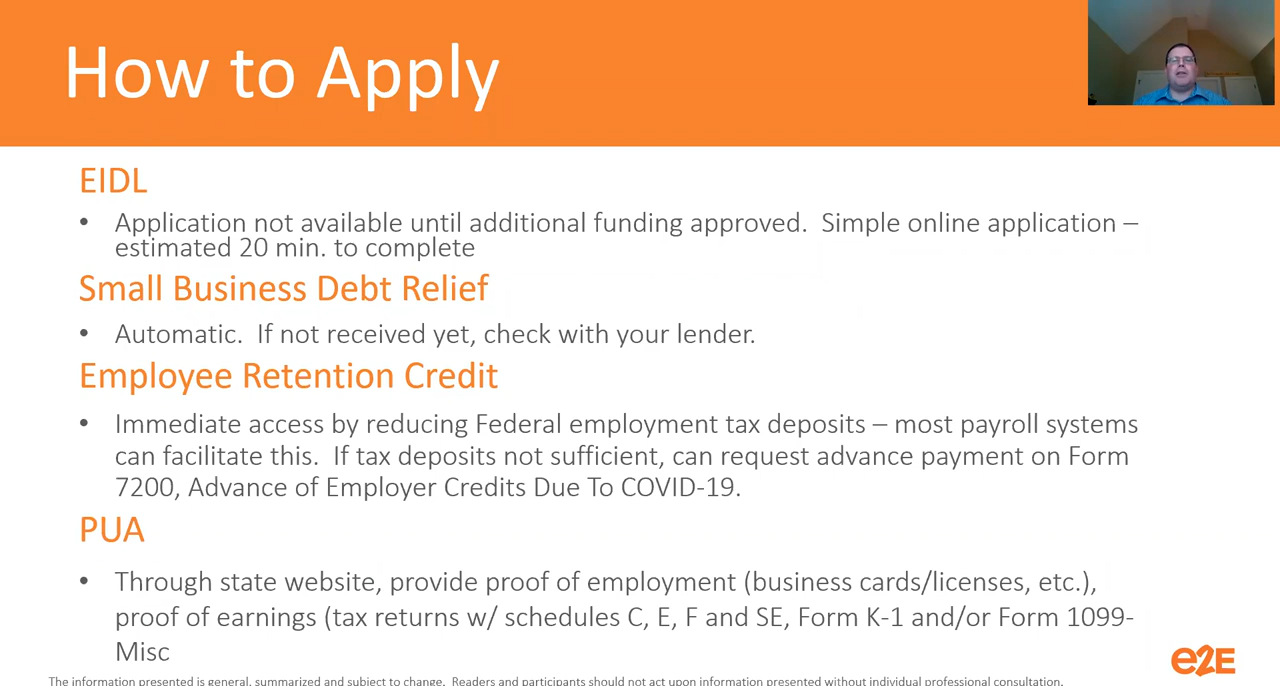 How to Apply
EIDL
• Application not available until additional funding approved.  Simple online application –
estimated 20 min. to complete
Small Business Debt Relief
• Automatic.  If not received yet, check with your lender.
Employee Retention Credit
• Immediate access by reducing Federal employment tax deposits – most payroll systems
can facilitate this.  If tax deposits not sufficient, can request advance payment on Form
7200, Advance of Employer Credits Due To COVID-19.
PUA
• Through state website, provide proof of employment (business cards/licenses, etc.),
proof of earnings (tax returns w/ schedules C, E, F and SE, Form K-1 and/or Form 1099-
Misc
e2E
The information presented is general, summarized and subject to change.  Readers and participants should not act upon information presented without individual professional consultation.